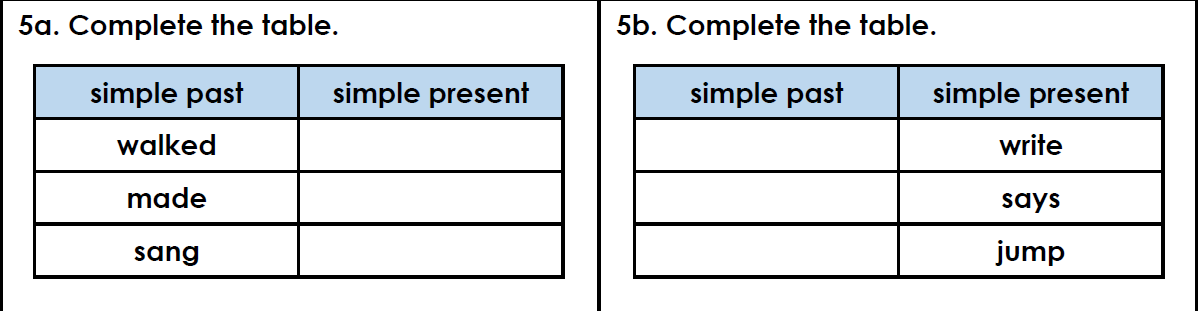 5a. Complete the table.
simple past simple present
walked
made
sang
5b. Complete the table.
simple past simple present
write
says
jump